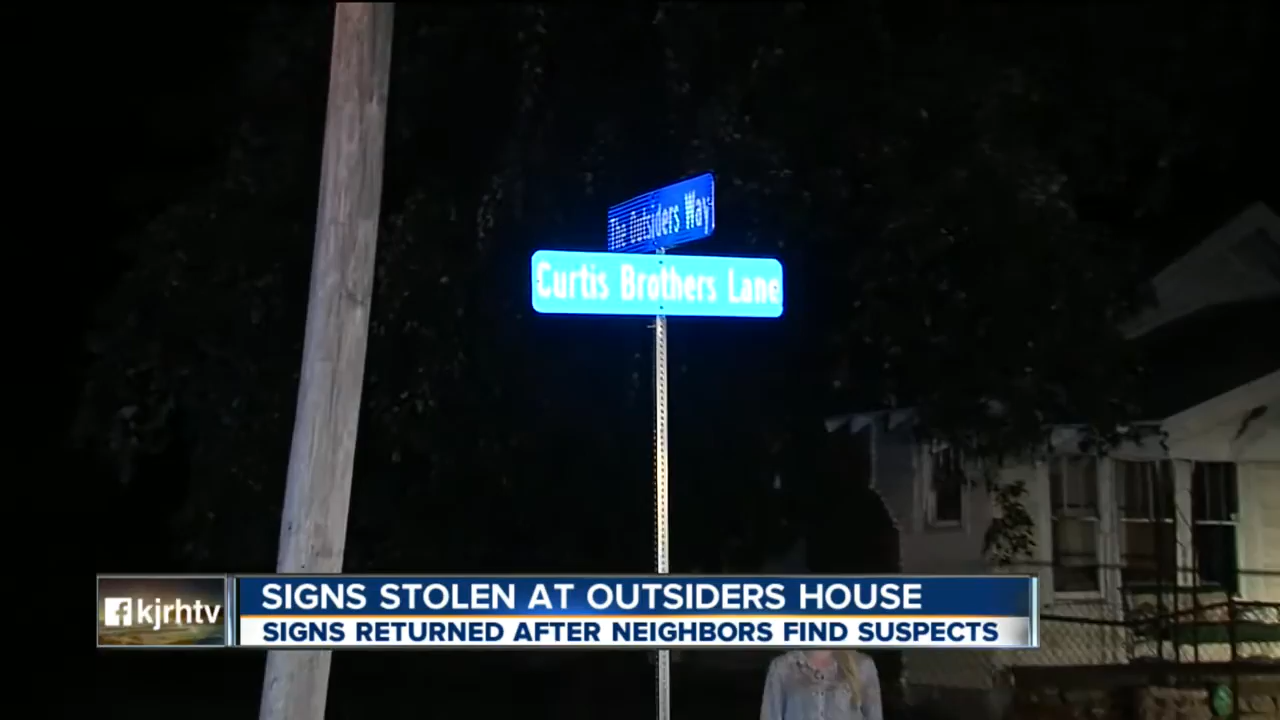 The Outsiders Way
Curtis Brothers Lane
kjrhtv
SIGNS STOLEN AT OUTSIDERS HOUSE
SIGNS RETURNED AFTER NEIGHBORS FIND SUSPECTS